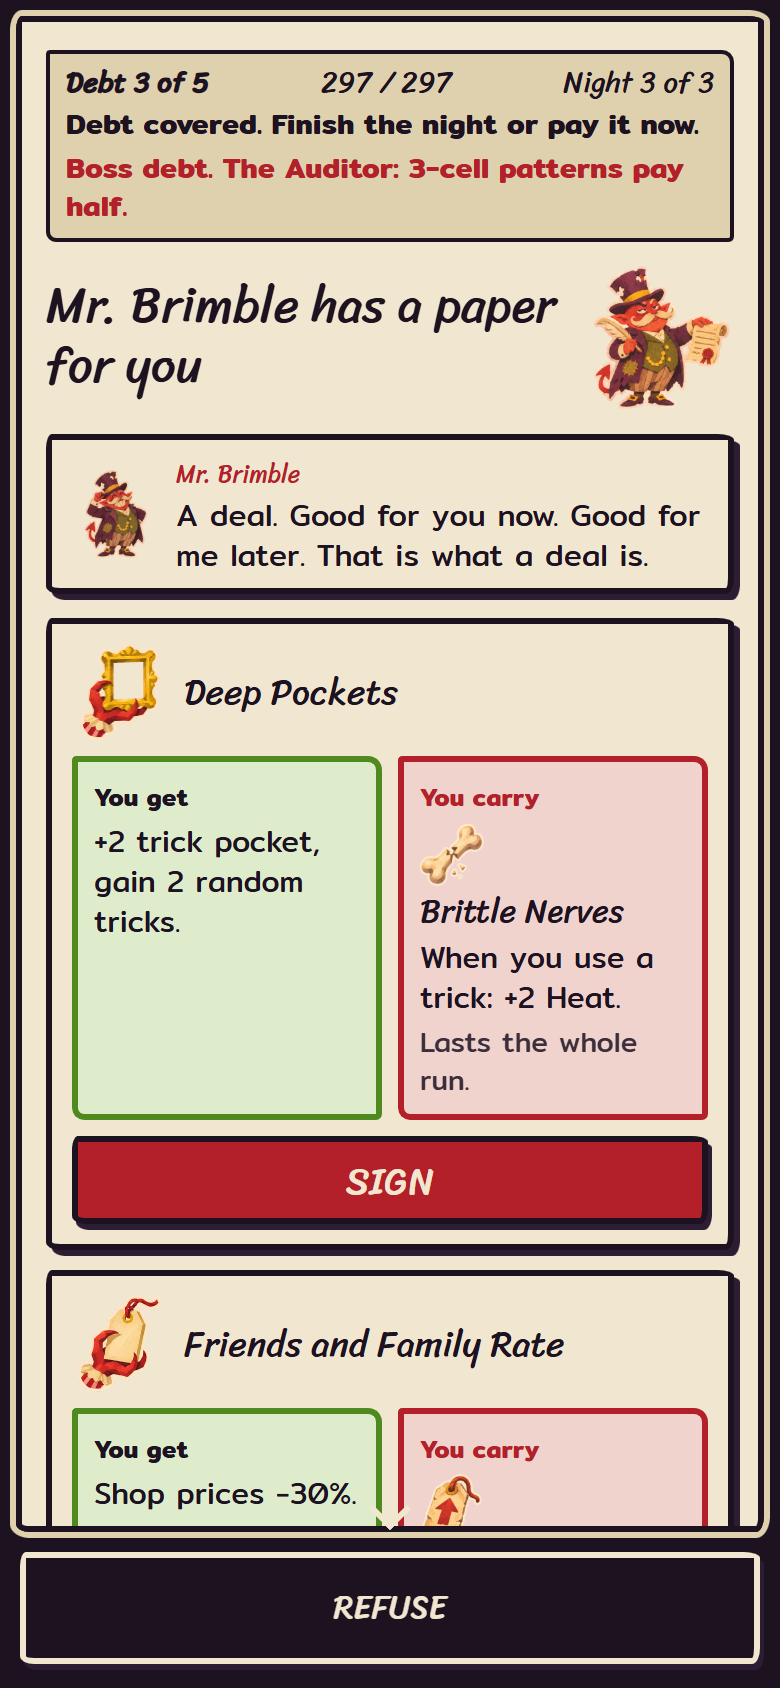 Debt 3 of 5 297 / 297 Night 3 of 3
Debt covered. Finish the night or pay it now.
Boss debt. The Auditor: 3-cell patterns pay
half.
Mr. Brimble has a paper
for you
Mr. Brimble
A deal. Good for you now. Good for
me later. That is what a deal is.
Deep Pockets
You get
+2 trick pocket,
gain 2 random
tricks.
You carry
Brittle Nerves
When you use a
trick: +2 Heat.
Lasts the whole
run.
SIGN
Friends and Family Rate
You get
Shop prices -30%.
You carry
REFUSE